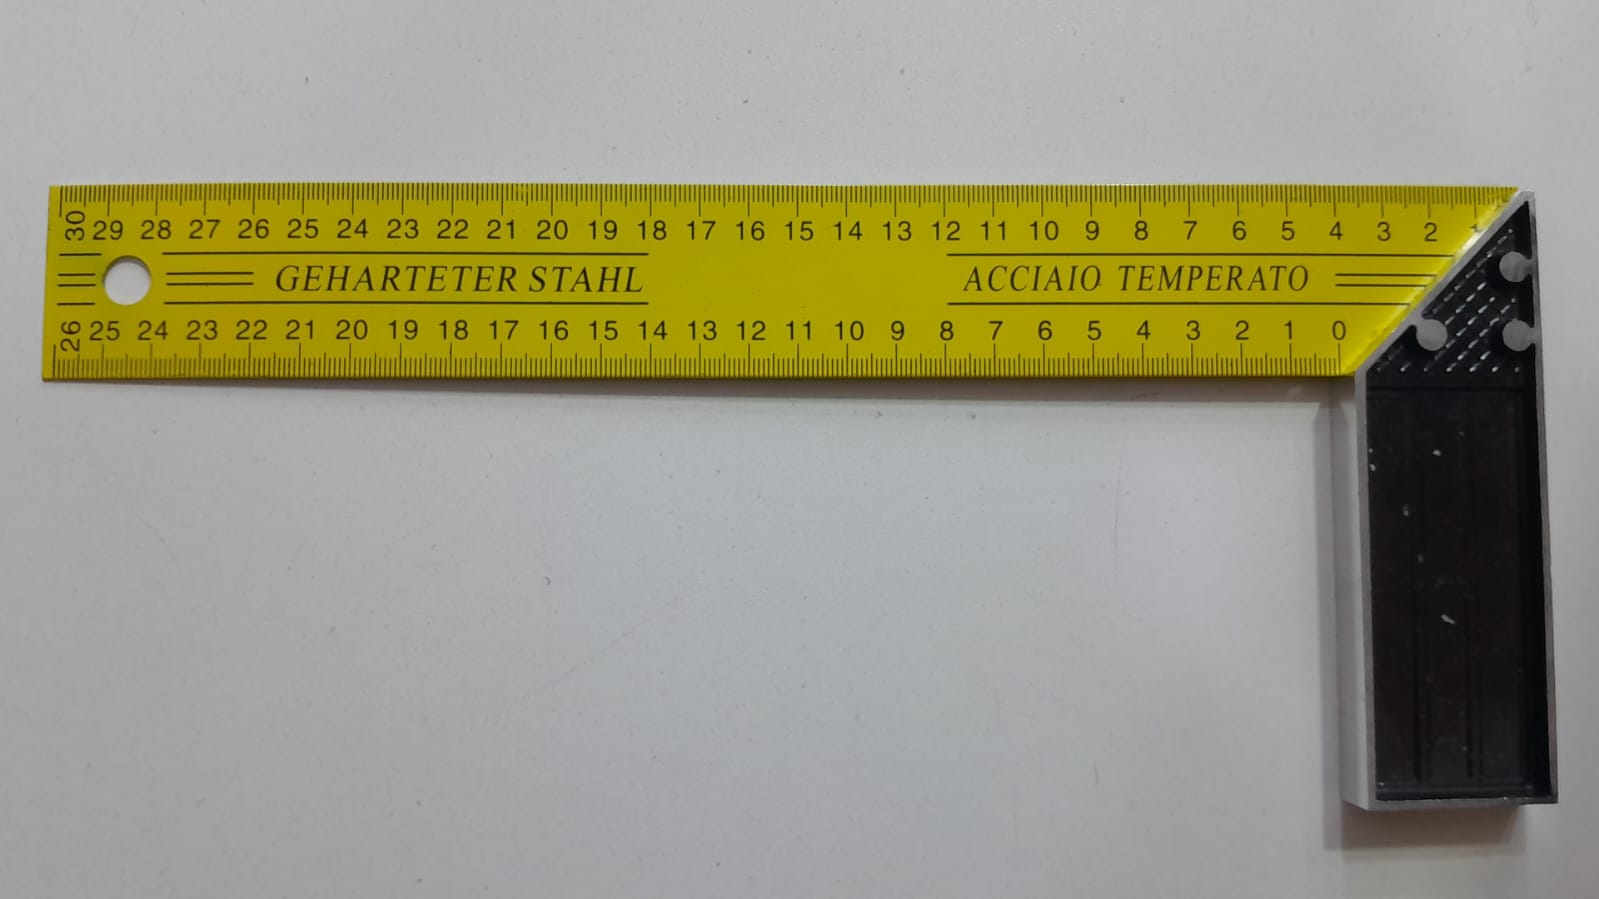 30 29 28 27 26 25 24 23 22 21 20 19 18 17 16 15 14 13 12 11 10 9 8 7 6 5 4 3 2 1
GEHARTETER STAHL ACCIAIO TEMPERATO
26 25 24 23 22 21 20 19 18 17 16 15 14 13 12 11 10 9 8 7 6 5 4 3 2 1 0